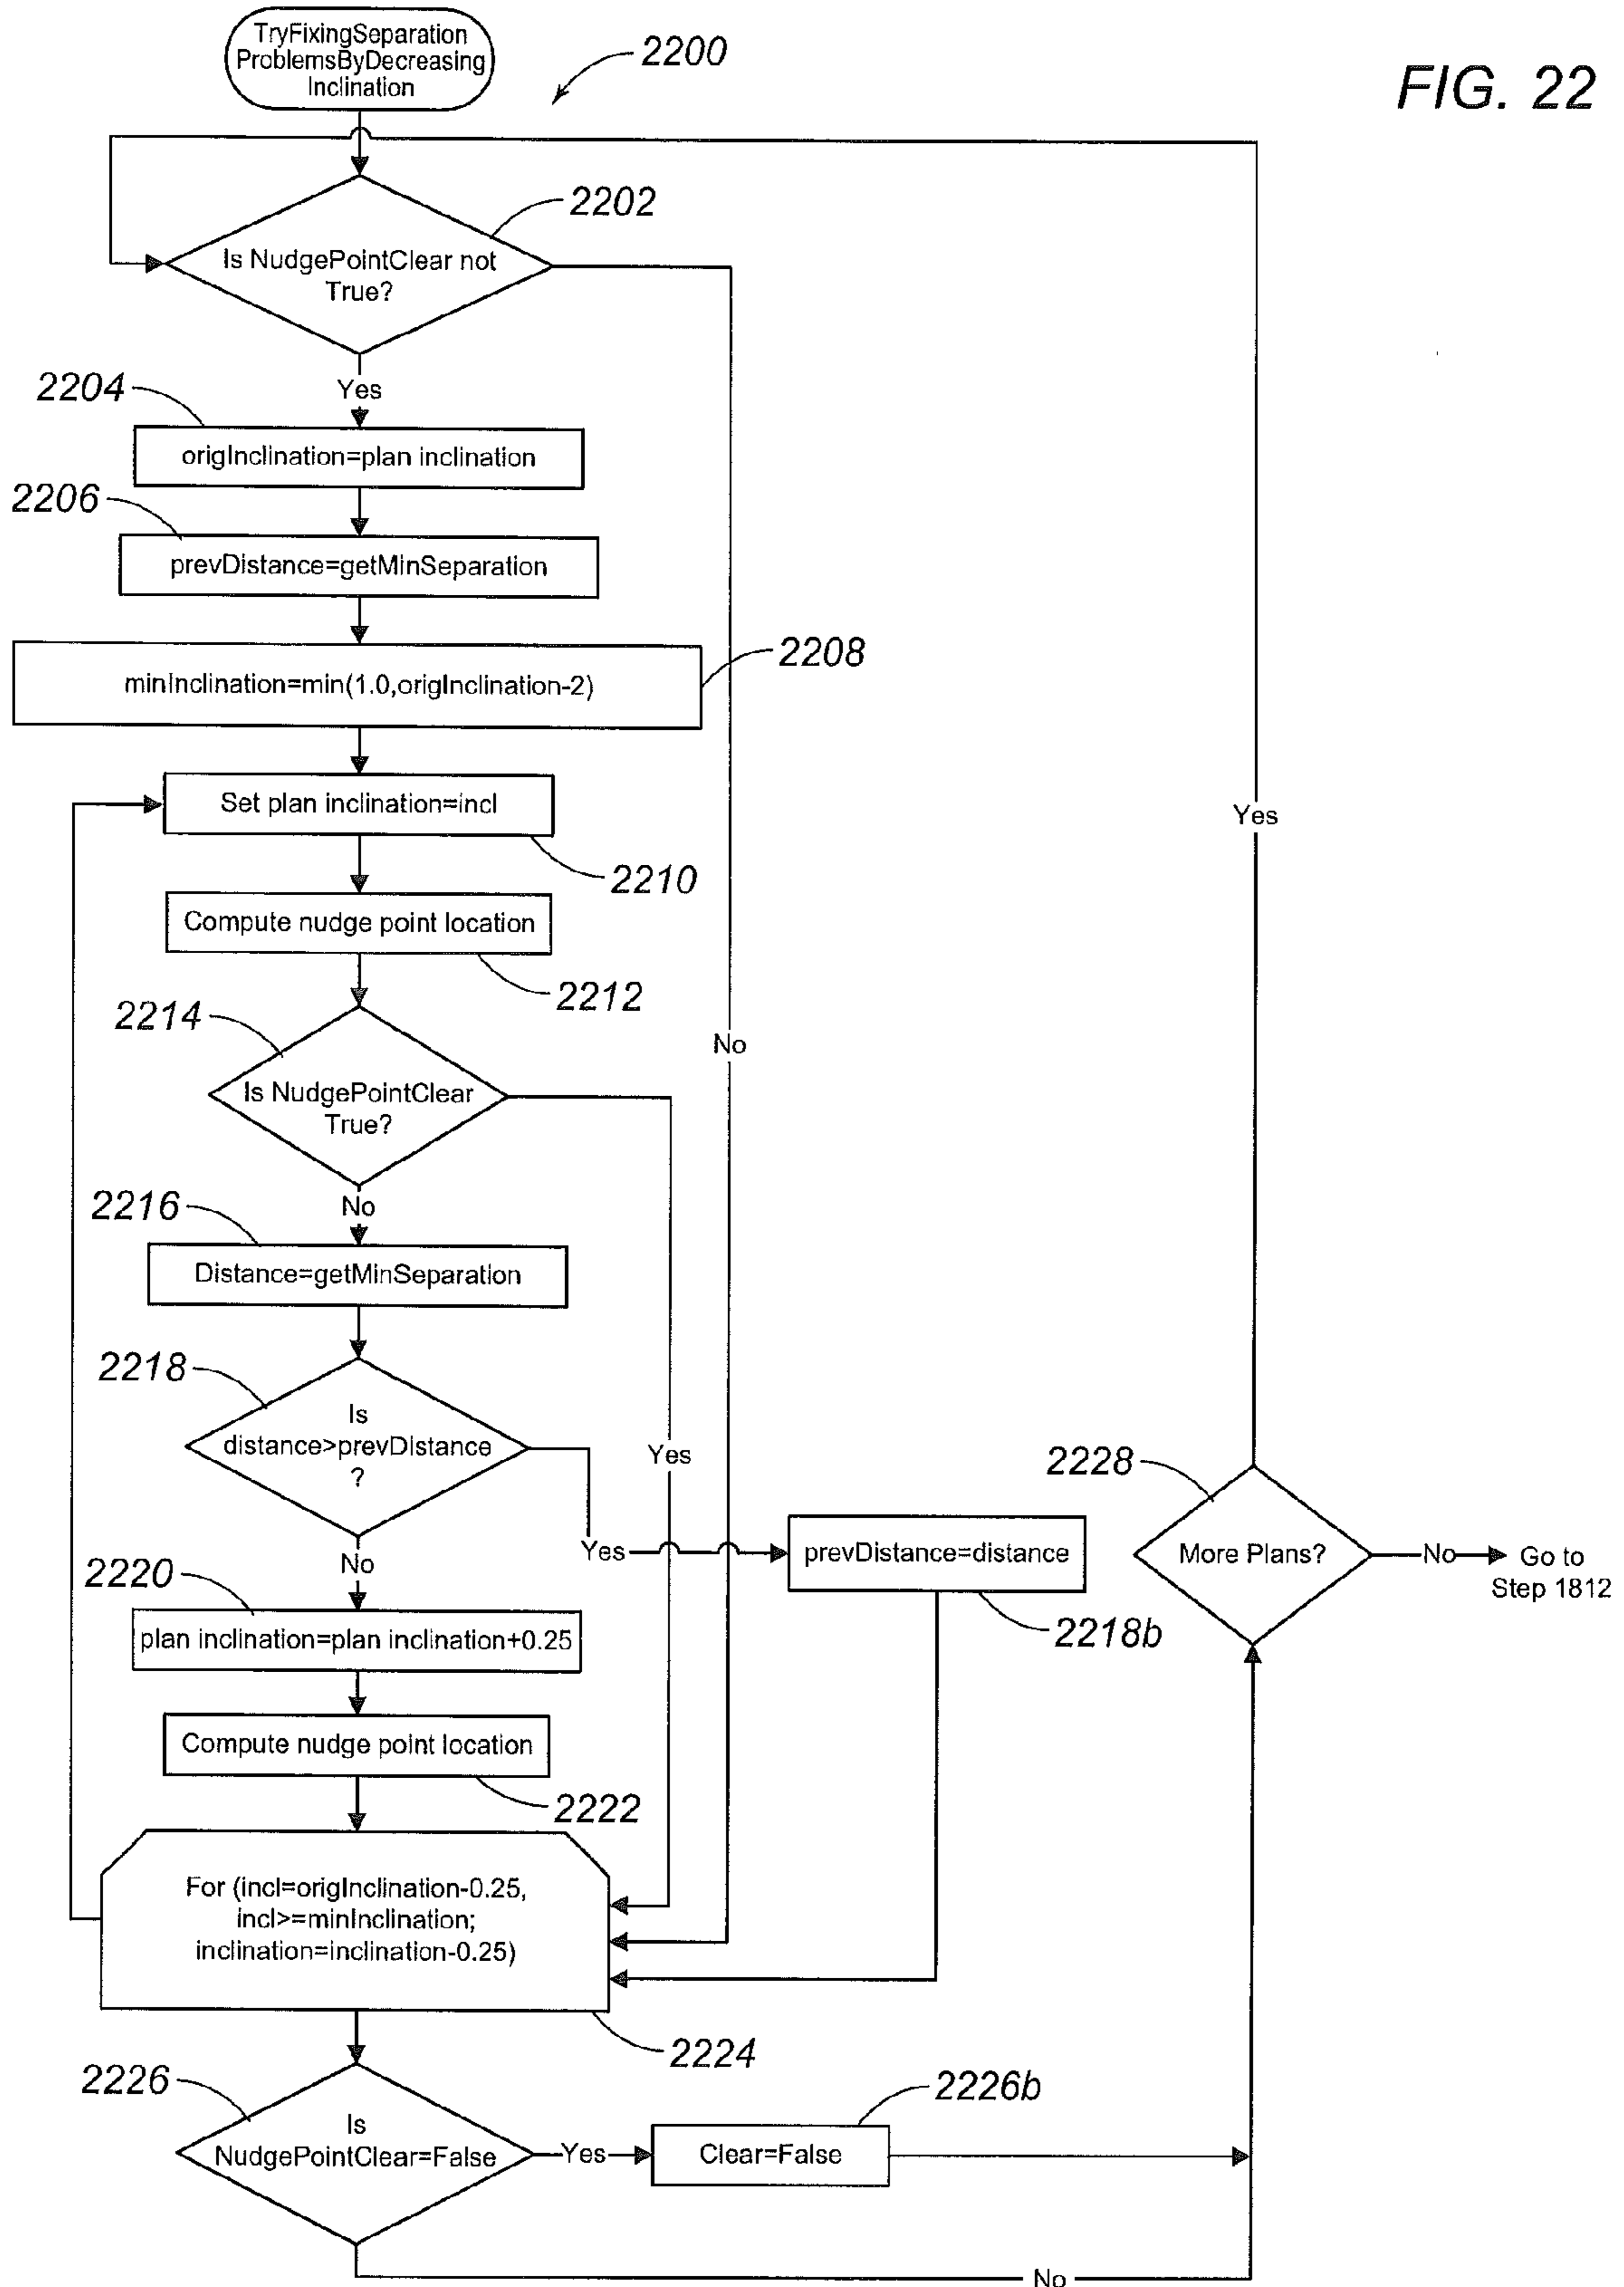 FIG. 22
TryFixingSeparation
ProblemsByDecreasing
Inclination
2200
2202
Is NudgePointClear not
True?
Yes
2204
origInclination=plan inclination
2206
prevDistance=getMinSeparation
2208
minInclination=min(1.0,origInclination-2)
Set plan inclination=incl
2210
Yes
Compute nudge point location
2212
2214
Is NudgePointClear
True?
No
No
2216
Distance=getMinSeparation
2218
Is
distance>prevDistance
?
Yes
Yes
No
prevDistance=distance
2218b
2228
More Plans?
No
Go to
Step 1812
2220
plan inclination=plan inclination+0.25
Compute nudge point location
2222
For (incl=origInclination-0.25,
incl>=minInclination;
inclination=inclination-0.25)
2224
2226
Is
NudgePointClear=False
Yes
Clear=False
2226b
No